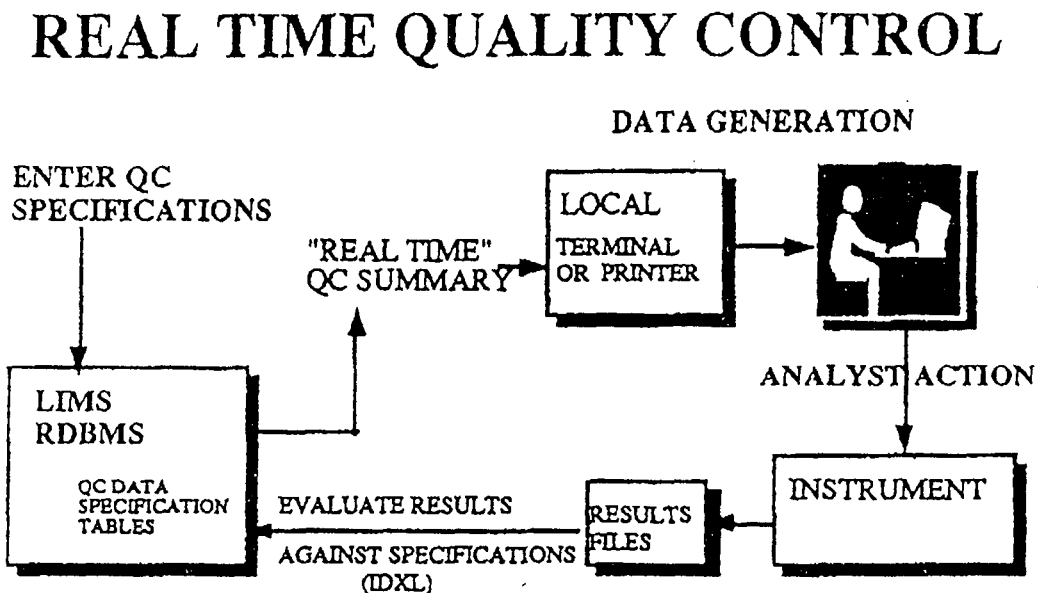 REAL TIME QUALITY CONTROL
DATA GENERATION
ENTER QC
SPECIFICATIONS
LOCAL
TERMINAL
OR PRINTER
"REAL TIME"
QC SUMMARY
ANALYST ACTION
LIMS
RDBMS
QC DATA
SPECIFICATION
TABLES
EVALUATE RESULTS
AGAINST SPECIFICATIONS
(IDXL)
RESULTS
FILES
INSTRUMENT